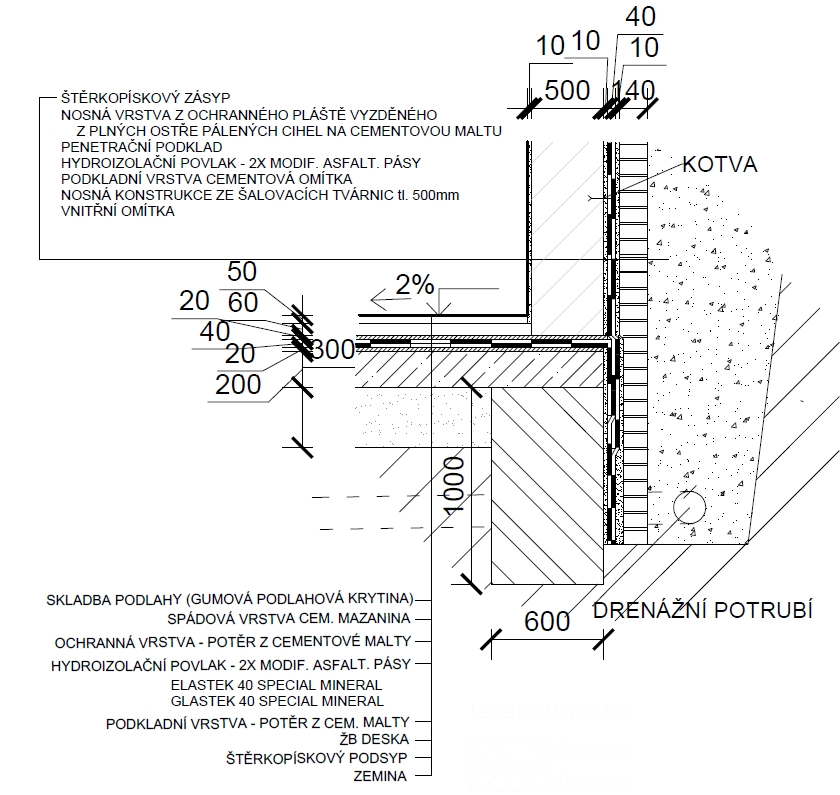 40
10 10 10
500 140
ŠTĚRKOPÍSKOVÝ ZÁSYP
NOSNÁ VRSTVA Z OCHRANNÉHO PLÁŠTĚ VYZDĚNÉHO
Z PLNÝCH OSTŘE PÁLENÝCH CIHEL NA CEMENTOVOU MALTU
PENETRAČNÍ PODKLAD
HYDROIZOLAČNÍ POVLAK - 2X MODIF. ASFALT. PÁSY
PODKLADNÍ VRSTVA CEMENTOVÁ OMÍTKA
NOSNÁ KONSTRUKCE ZE ŠALOVACÍCH TVÁRNIC tl. 500mm
VNITŘNÍ OMÍTKA
KOTVA
50
2%
20 60
40
20 300
200
1000
SKLADBA PODLAHY (GUMOVÁ PODLAHOVÁ KRYTINA)
SPÁDOVÁ VRSTVA CEM. MAZANINA
OCHRANNÁ VRSTVA - POTĚR Z CEMENTOVÉ MALTY
HYDROIZOLAČNÍ POVLAK - 2X MODIF. ASFALT. PÁSY
ELASTEK 40 SPECIAL MINERAL
GLASTEK 40 SPECIAL MINERAL
PODKLADNÍ VRSTVA - POTĚR Z CEM. MALTY
ŽB DESKA
ŠTĚRKOPÍSKOVÝ PODSYP
ZEMINA
600
DRENÁŽNÍ POTRUBÍ